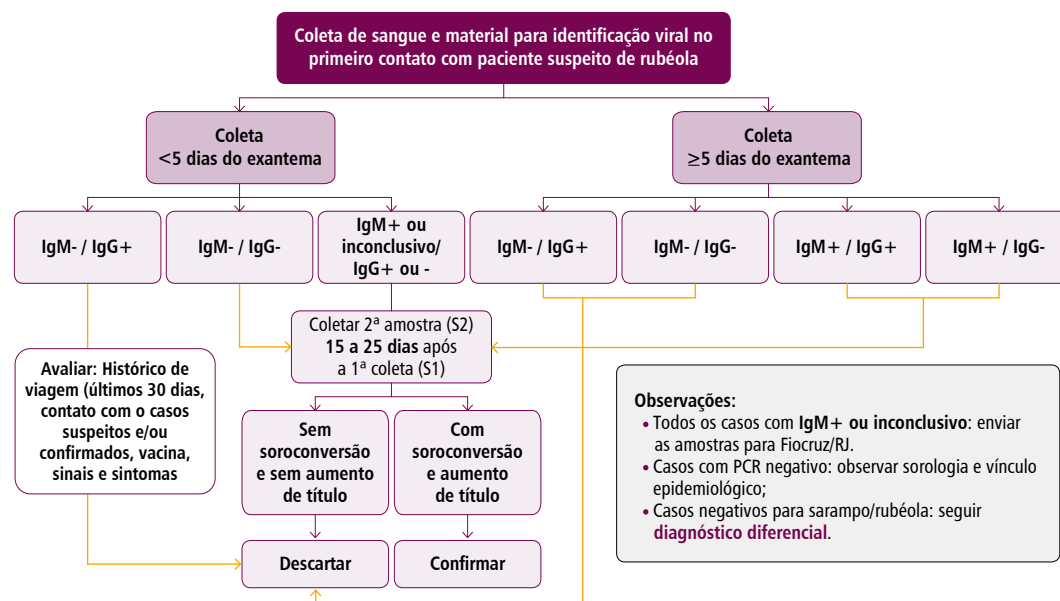 Coleta de sangue e material para identificação viral no
primeiro contato com paciente suspeito de rubéola
Coleta
<5 dias do exantema
Coleta
≥5 dias do exantema
IgM- / IgG+
IgM- / IgG-
IgM+ ou
inconclusivo/
IgG+ ou -
IgM- / IgG+
IgM- / IgG-
IgM+ / IgG+
IgM+ / IgG-
Coletar 2ª amostra (S2)
15 a 25 dias após
a 1ª coleta (S1)
Avaliar: Histórico de
viagem (últimos 30 dias,
contato com o casos
suspeitos e/ou
confirmados, vacina,
sinais e sintomas
Sem
soroconversão
e sem aumento
de título
Com
soroconversão
e aumento
de título
Descartar
Confirmar
Observações:
• Todos os casos com IgM+ ou inconclusivo: enviar
as amostras para Fiocruz/RJ.
• Casos com PCR negativo: observar sorologia e vínculo
epidemiológico;
• Casos negativos para sarampo/rubéola: seguir
diagnóstico diferencial.